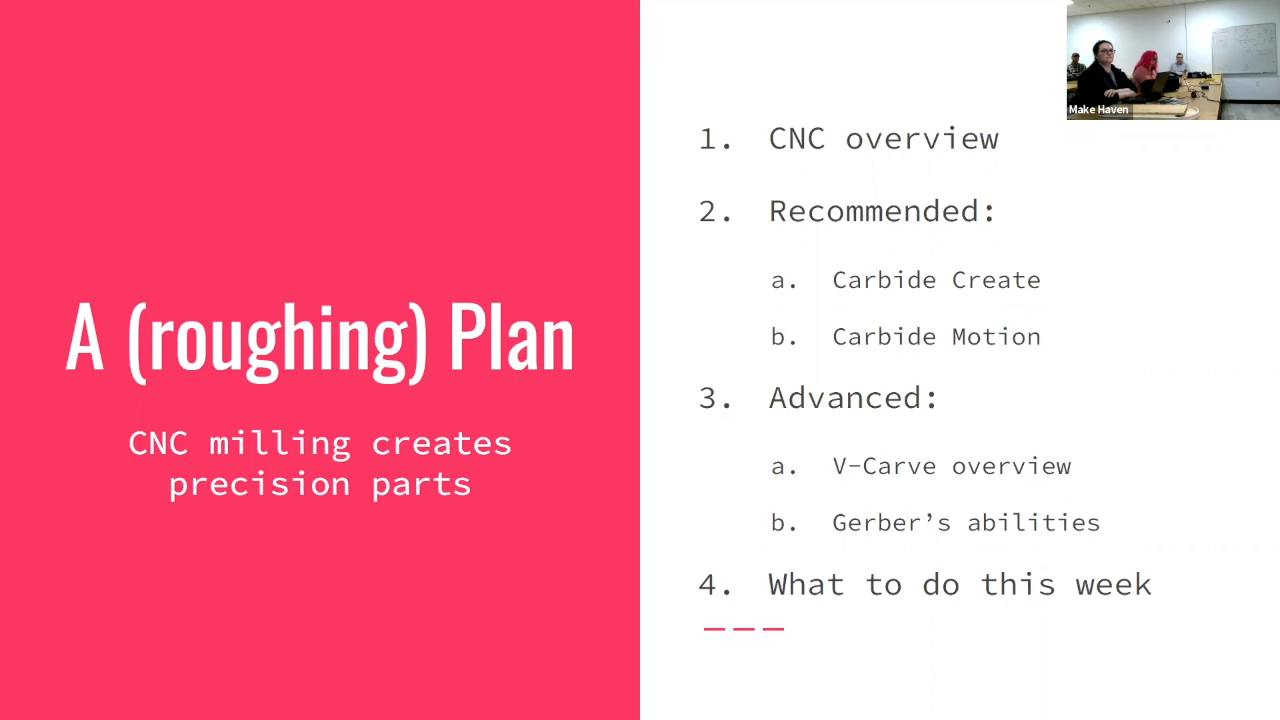 A (roughing) Plan
CNC milling creates
precision parts
1. CNC overview
2. Recommended:
a. Carbide Create
b. Carbide Motion
3. Advanced:
a. V-Carve overview
b. Gerber’s abilities
4. What to do this week
Make Haven